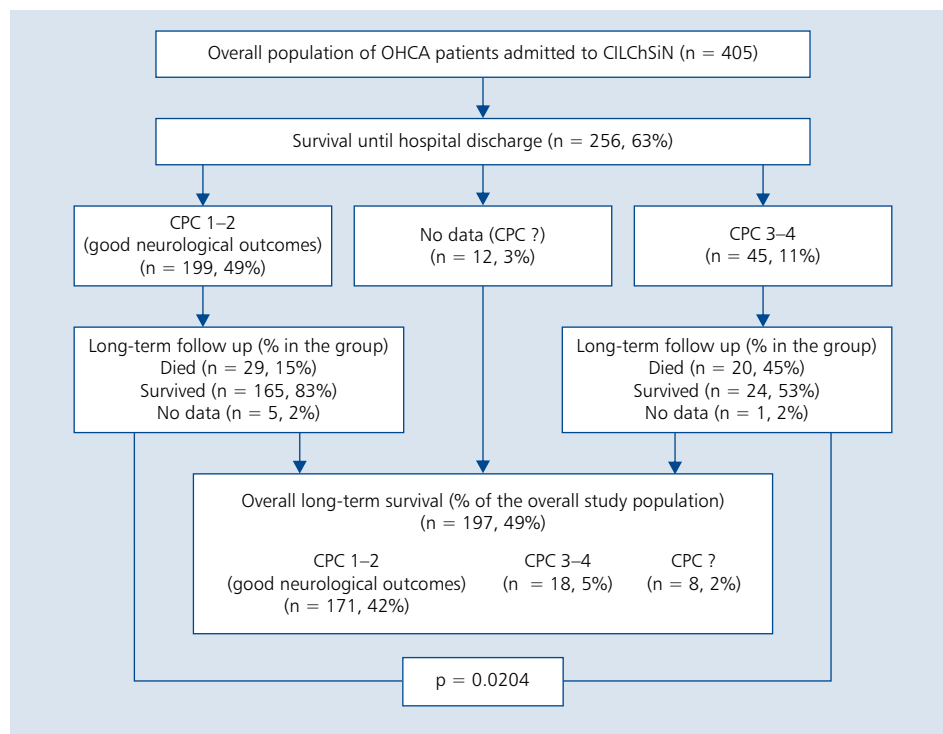 Overall population of OHCA patients admitted to CILChSiN (n = 405)
Survival until hospital discharge (n = 256, 63%)
CPC 1–2
(good neurological outcomes)
(n = 199, 49%)
No data (CPC ?)
(n = 12, 3%)
CPC 3–4
(n = 45, 11%)
Long-term follow up (% in the group)
Died (n = 29, 15%)
Survived (n = 165, 83%)
No data (n = 5, 2%)
Long-term follow up (% in the group)
Died (n = 20, 45%)
Survived (n = 24, 53%)
No data (n = 1, 2%)
Overall long-term survival (% of the overall study population)
(n = 197, 49%)
CPC 1–2
(good neurological outcomes)
(n = 171, 42%)
CPC 3–4
(n = 18, 5%)
CPC ?
(n = 8, 2%)
p = 0.0204